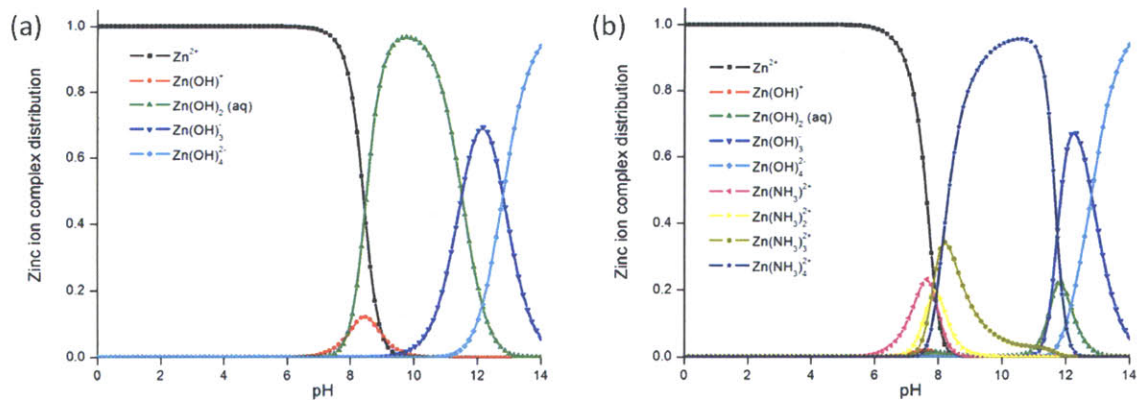 (a)
Zinc ion complex distribution
1.0
0.8
0.6
0.4
0.2
0.0
Zn²⁺
Zn(OH)⁺
Zn(OH)₂ (aq)
Zn(OH)₃⁻
Zn(OH)₄²⁻
0 2 4 6 8 10 12 14
pH
(b)
Zinc ion complex distribution
1.0
0.8
0.6
0.4
0.2
0.0
Zn²⁺
Zn(OH)⁺
Zn(OH)₂ (aq)
Zn(OH)₃⁻
Zn(OH)₄²⁻
Zn(NH₃)²⁺
Zn(NH₃)₂²⁺
Zn(NH₃)₃²⁺
Zn(NH₃)₄²⁺
0 2 4 6 8 10 12 14
pH